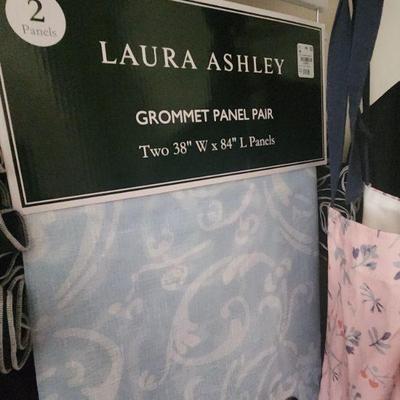 2
Panels
LAURA ASHLEY
GROMMET PANEL PAIR
Two 38" W x 84" L Panels